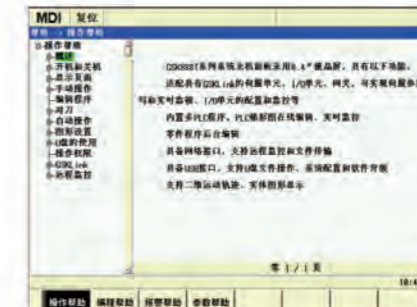 MDI 复位
帮助--> 操作帮助
操作帮助
概述
开机和关机
显示页面
手动操作
编辑程序
对刀
自动操作
图形设置
U盘的使用
操作权限
GSKLink
远程监控
GSK988T系列系统主机面板采用8.4"液晶屏，具有以下功能。
适配具有GSKLink的伺服单元、I/O单元、网关，可实现伺服参
写和实时监视、I/O单元的配置和监控等
内置多PLC程序，PLC梯形图在线编辑、实时监控
零件程序后台编辑
具备网络接口，支持远程监控和文件传输
具备USB接口，支持U盘文件操作、系统配置和软件升级
支持二维运动轨迹、实体图形显示
第 1 / 1 页
操作帮助 编程帮助 报警帮助 参数帮助